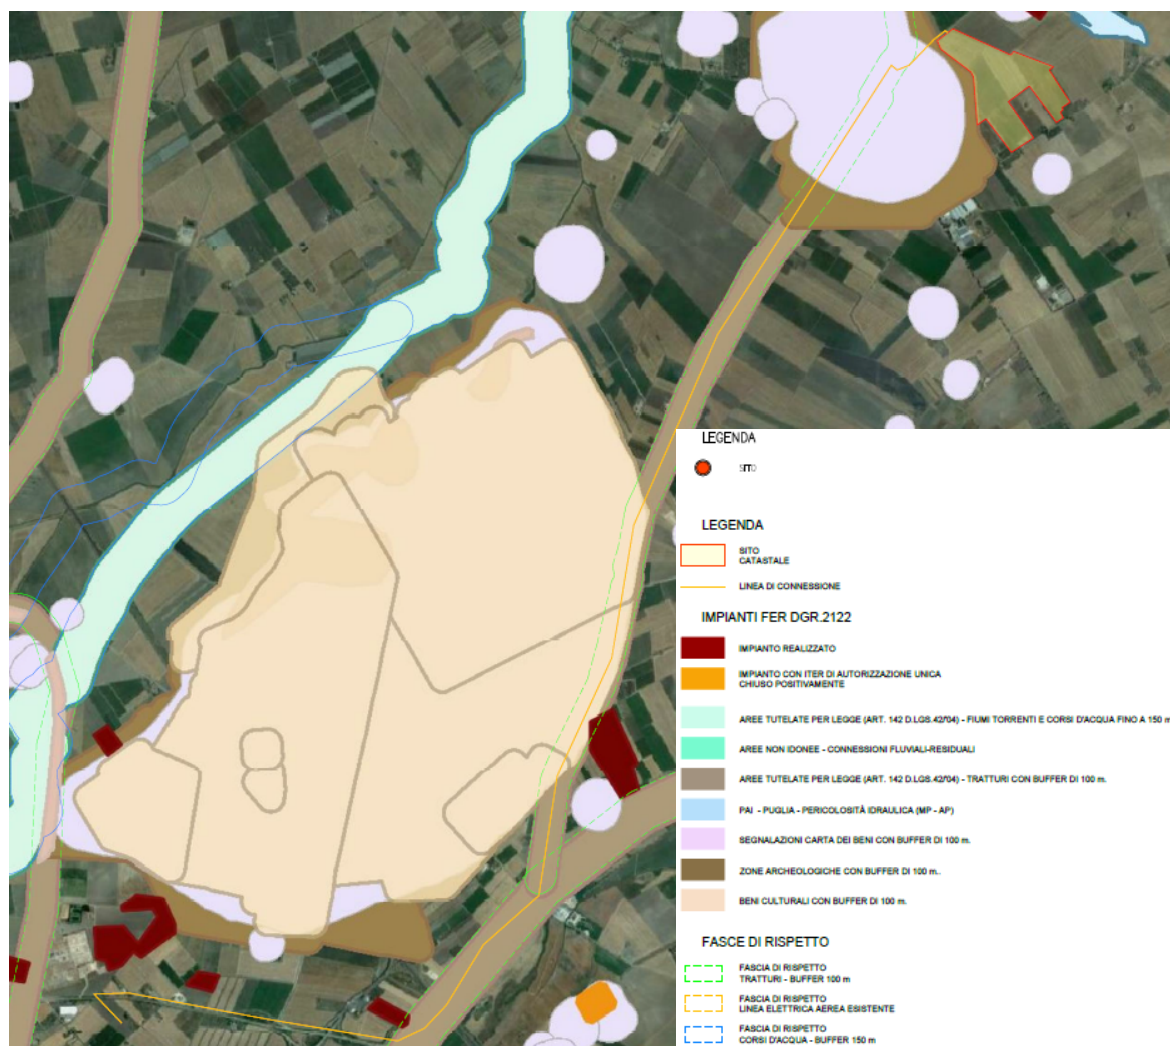 LEGENDA
SITO
LEGENDA
SITO
CATASTALE
LINEA DI CONNESSIONE
IMPIANTI FER DGR.2122
IMPIANTO REALIZZATO
IMPIANTO CON ITER DI AUTORIZZAZIONE UNICA
CHIUSO POSITIVAMENTE
AREE TUTELATE PER LEGGE (ART. 142 D.LGS.42/'04) - FIUMI TORRENTI E CORSI D'ACQUA FINO A 150 m
AREE NON IDONEE - CONNESSIONI FLUVIALI-RESIDUALI
AREE TUTELATE PER LEGGE (ART. 142 D.LGS.42/'04) - TRATTURI CON BUFFER DI 100 m.
PAI - PUGLIA - PERICOLOSITÀ IDRAULICA (MP - AP)
SEGNALAZIONI CARTA DEI BENI CON BUFFER DI 100 m.
ZONE ARCHEOLOGICHE CON BUFFER DI 100 m..
BENI CULTURALI CON BUFFER DI 100 m.
FASCE DI RISPETTO
FASCIA DI RISPETTO
TRATTURI - BUFFER 100 m
FASCIA DI RISPETTO
LINEA ELETTRICA AEREA ESISTENTE
FASCIA DI RISPETTO
CORSI D'ACQUA - BUFFER 150 m